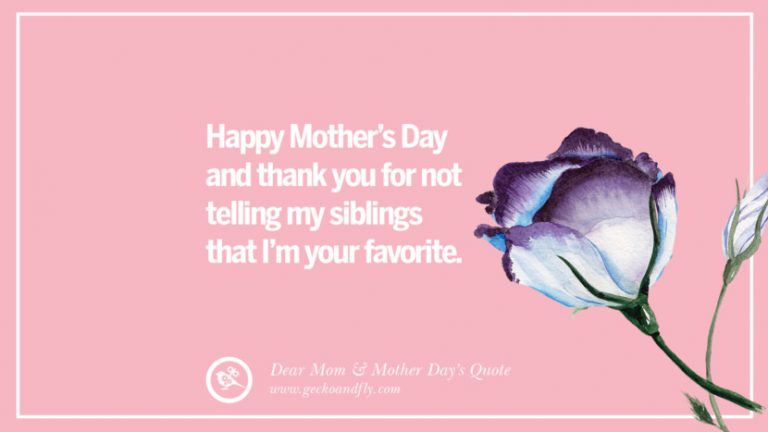 Happy Mother's Day
and thank you for not
telling my siblings
that I'm your favorite.
Dear Mom & Mother Day's Quote
www.geckoandfly.com